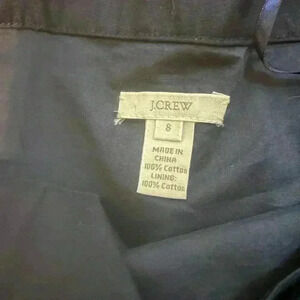 J.CREW
8
MADE IN
CHINA
100% Cotton
LINING:
100% Cotton